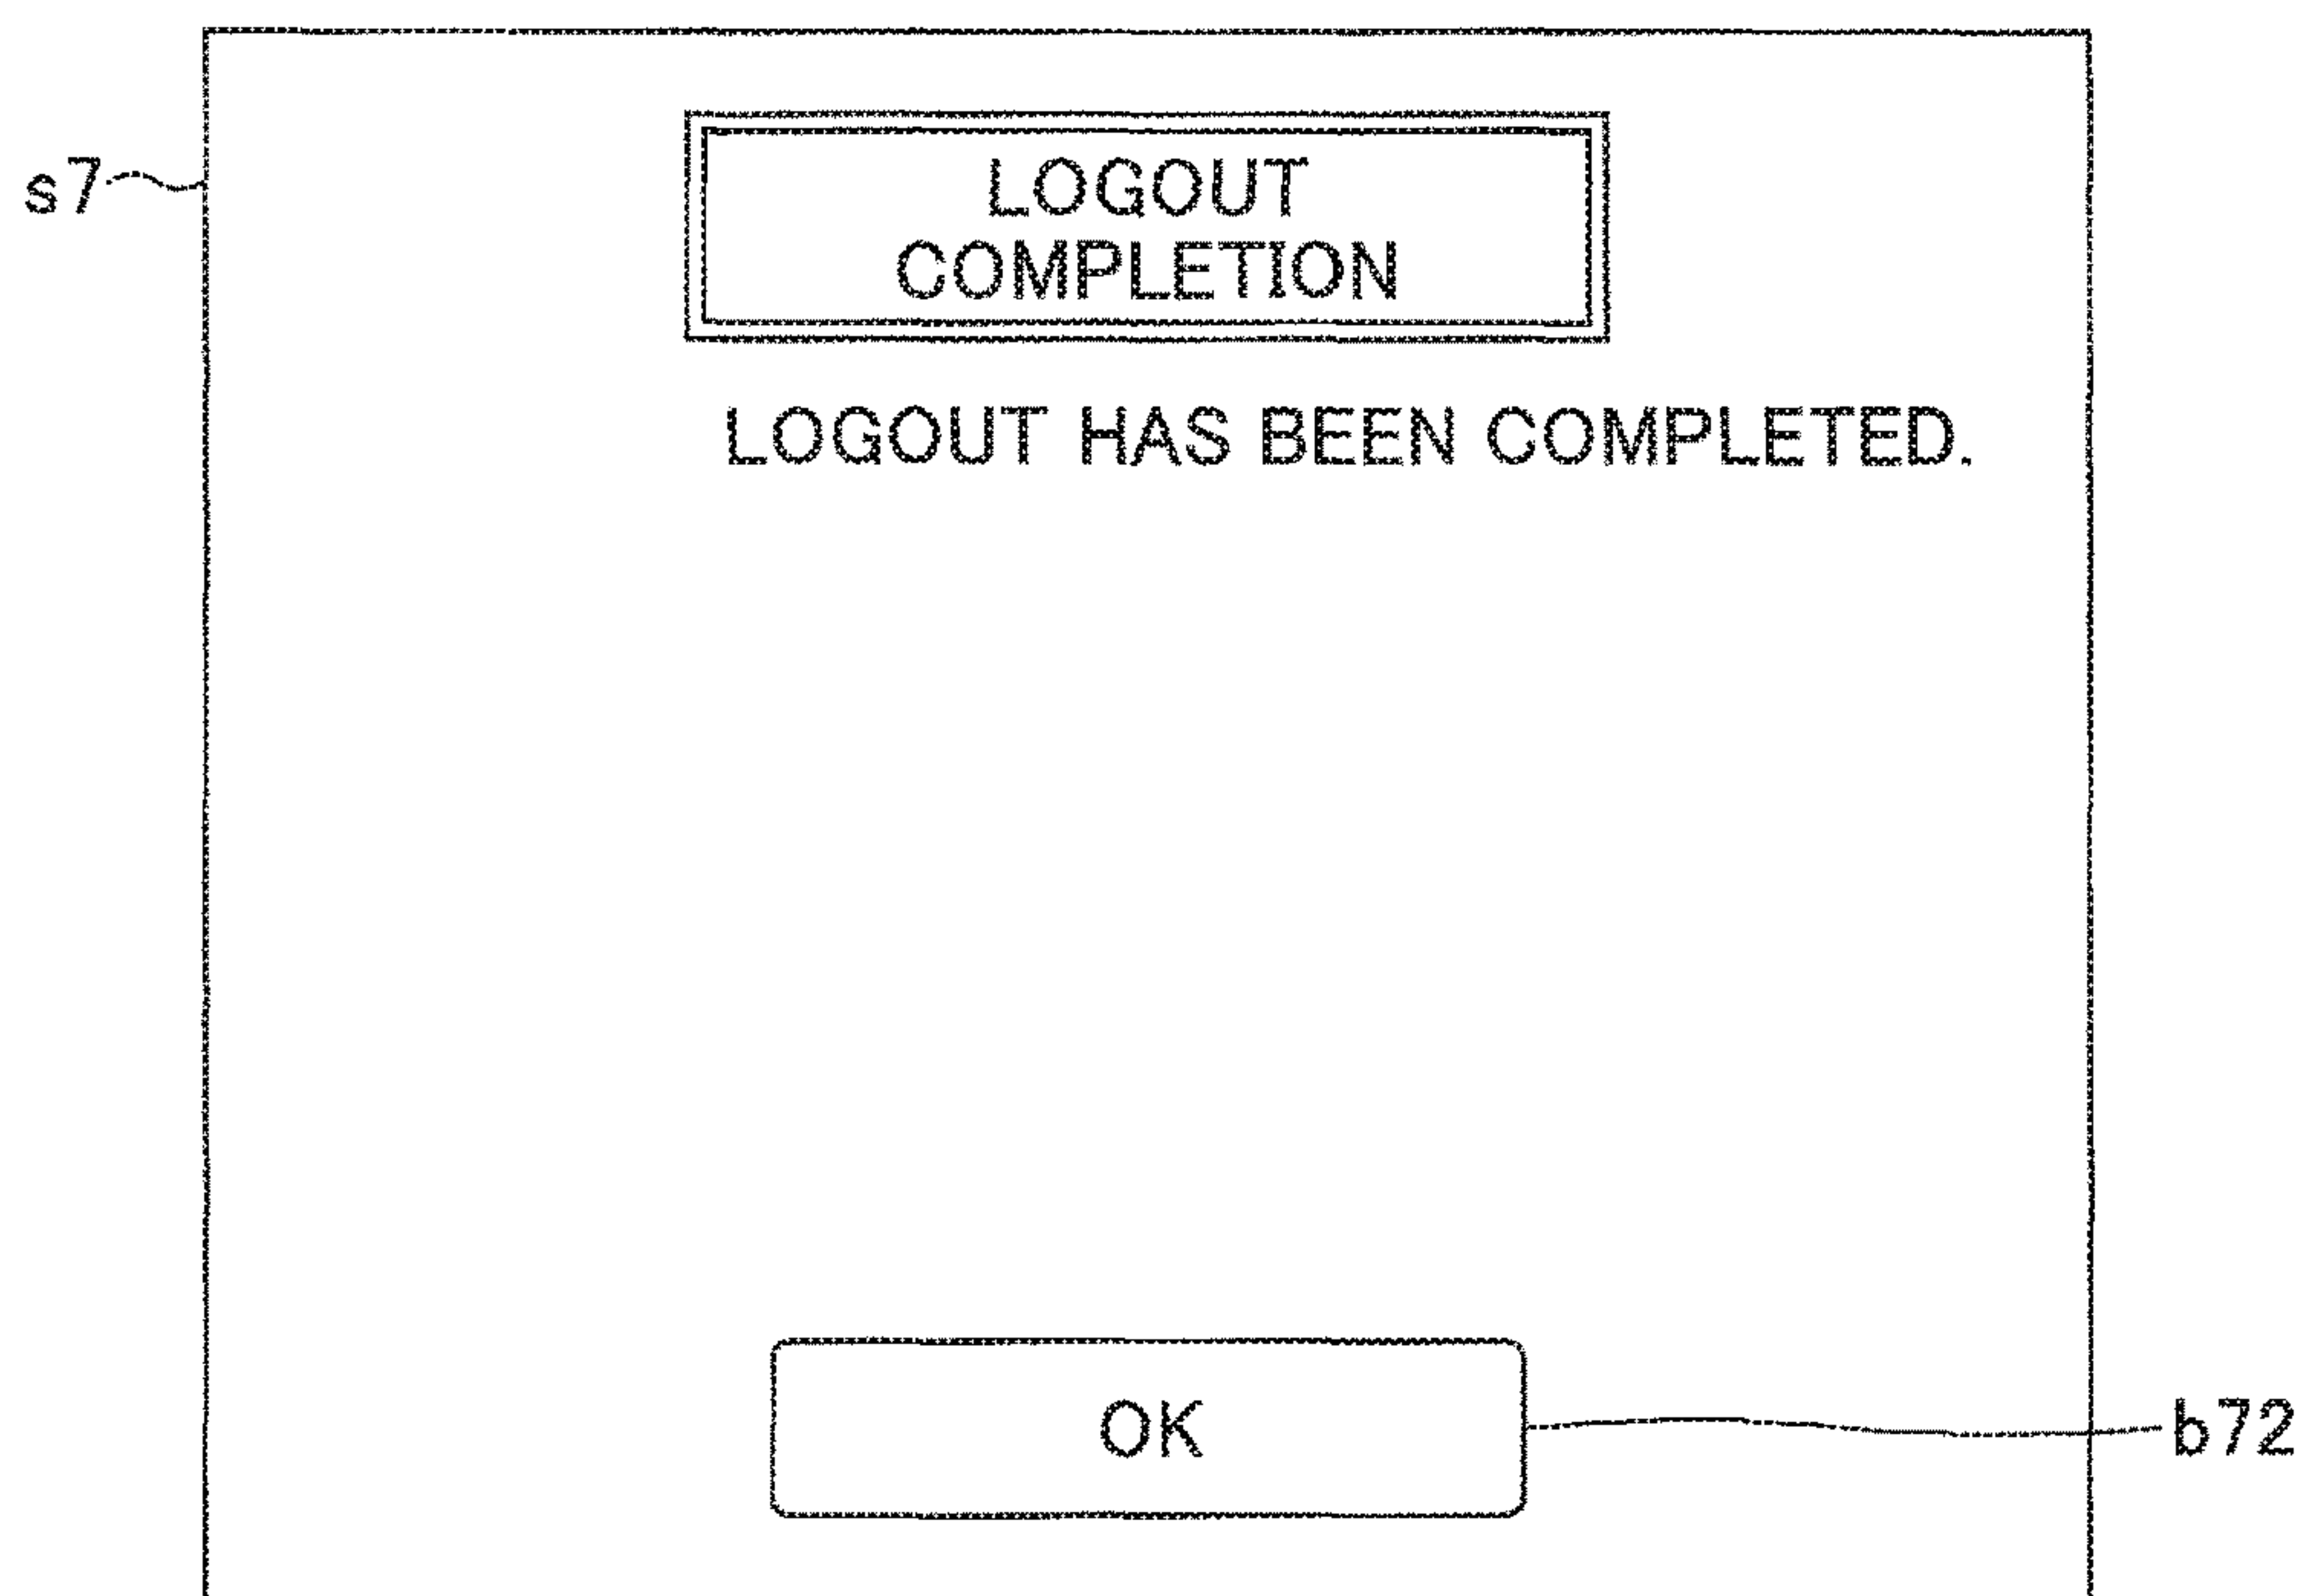 s7
LOGOUT
COMPLETION
LOGOUT HAS BEEN COMPLETED.
OK
b72